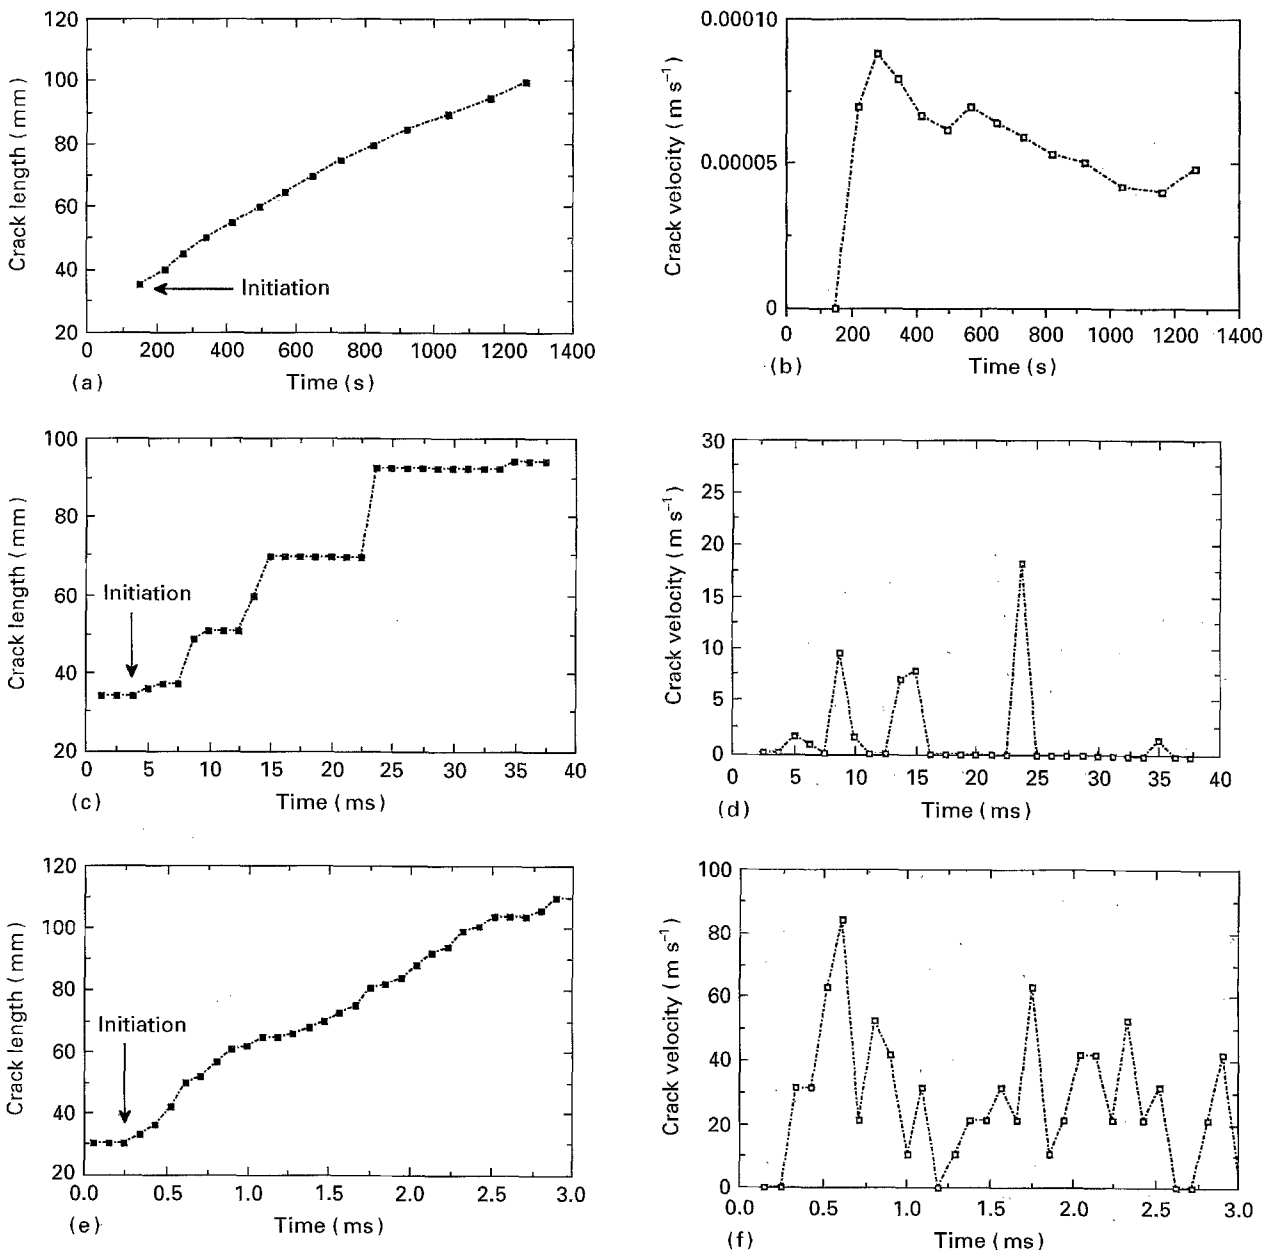 120
100
80
60
40
20
Crack length (mm)
Initiation
0 200 400 600 800 1000 1200 1400
(a) Time (s)
0.00010
0.00005
0
Crack velocity (m s⁻¹)
0 200 400 600 800 1000 1200 1400
(b) Time (s)
100
80
60
40
20
Crack length (mm)
Initiation
0 5 10 15 20 25 30 35 40
(c) Time (ms)
30
25
20
15
10
5
0
Crack velocity (m s⁻¹)
0 5 10 15 20 25 30 35 40
(d) Time (ms)
120
100
80
60
40
20
Crack length (mm)
Initiation
0.0 0.5 1.0 1.5 2.0 2.5 3.0
(e) Time (ms)
100
80
60
40
20
0
Crack velocity (m s⁻¹)
0.0 0.5 1.0 1.5 2.0 2.5 3.0
(f) Time (ms)